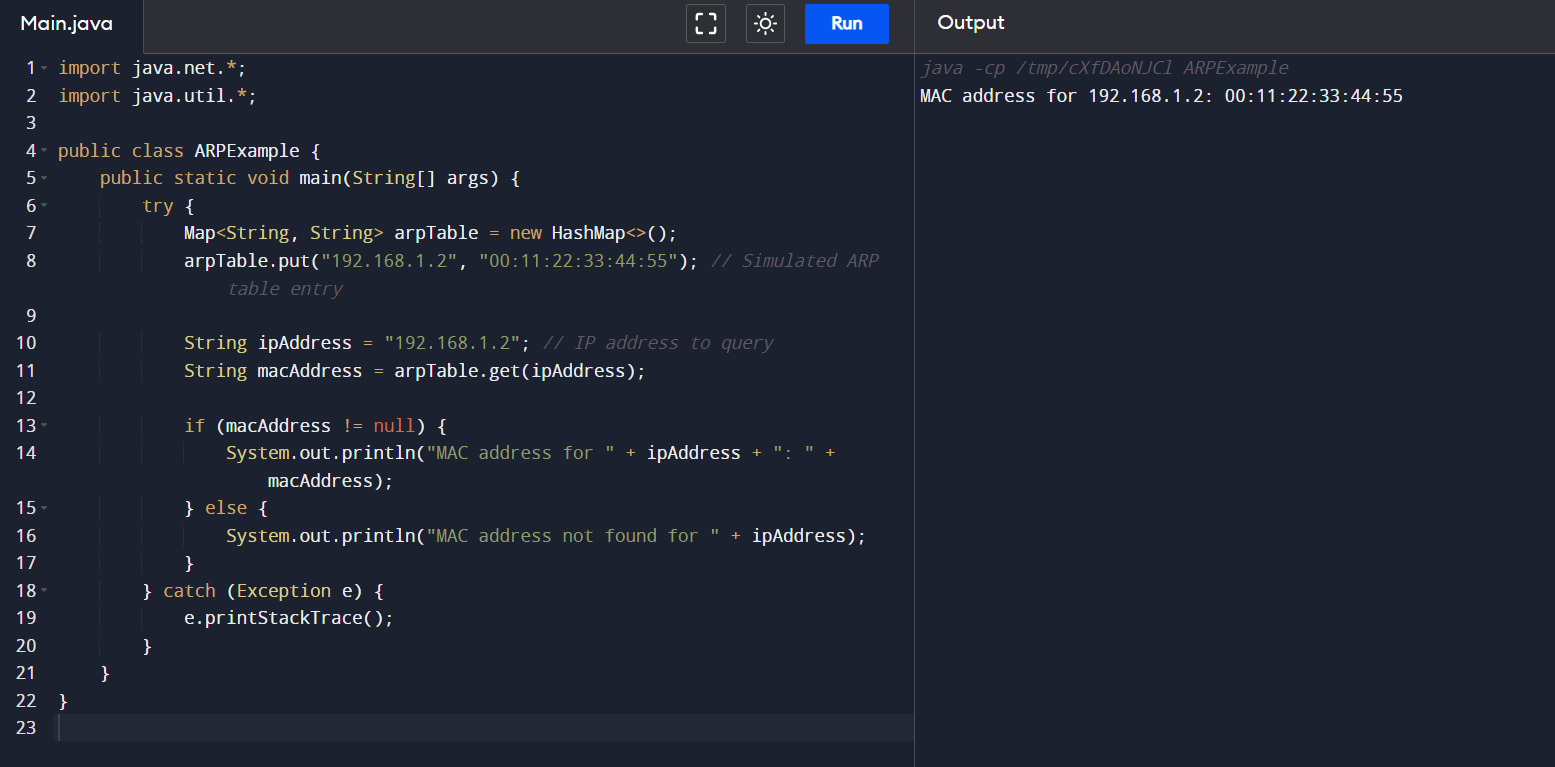 Main.java
Run
Output
1 import java.net.*;
2 import java.util.*;
3
4 public class ARPExample {
5     public static void main(String[] args) {
6         try {
7             Map<String, String> arpTable = new HashMap<>();
8             arpTable.put("192.168.1.2", "00:11:22:33:44:55"); // Simulated ARP
                table entry
9
10            String ipAddress = "192.168.1.2"; // IP address to query
11            String macAddress = arpTable.get(ipAddress);
12
13            if (macAddress != null) {
14                System.out.println("MAC address for " + ipAddress + ": " +
                    macAddress);
15            } else {
16                System.out.println("MAC address not found for " + ipAddress);
17            }
18        } catch (Exception e) {
19            e.printStackTrace();
20        }
21    }
22 }
23
java -cp /tmp/cXfDAoNJCl ARPExample
MAC address for 192.168.1.2: 00:11:22:33:44:55